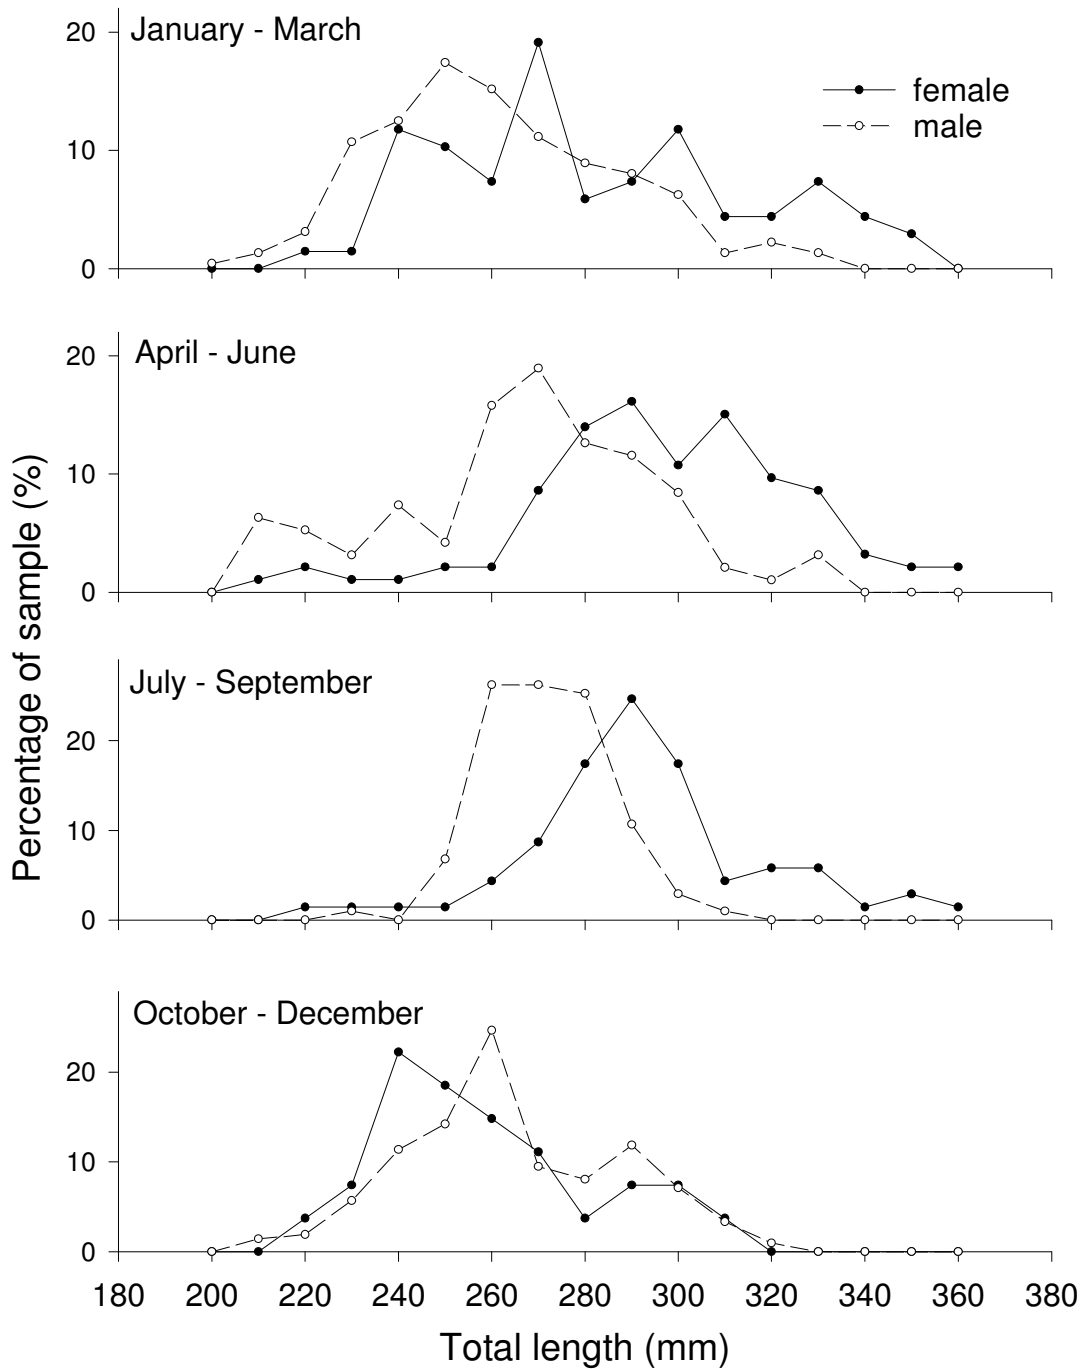 January - March
20
10
0
female
male
April - June
20
10
0
Percentage of sample (%)
July - September
20
10
0
October - December
20
10
0
180 200 220 240 260 280 300 320 340 360 380
Total length (mm)